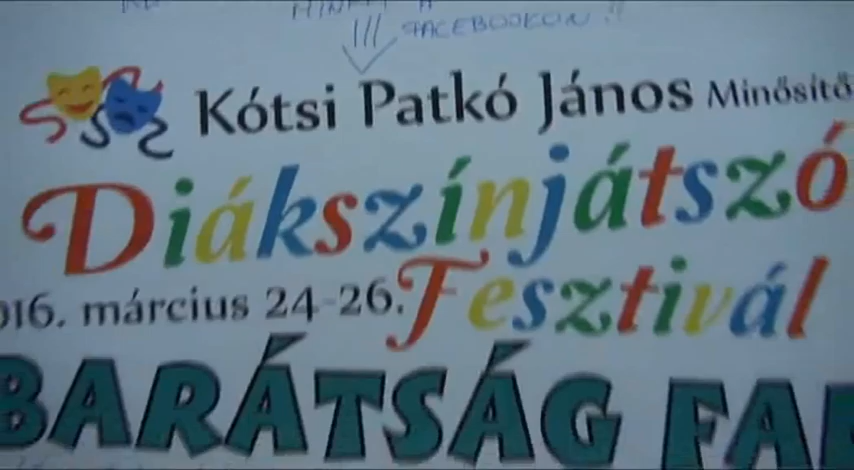 FACEBOOKON !!
Kótsi Patkó János Minősítő
Diákszínjátszó
Fesztivál
016. március 24-26.
BARÁTSÁG FA